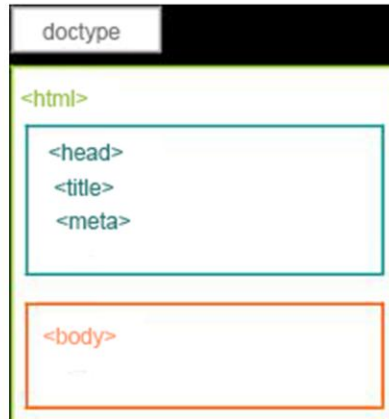 doctype
<html>
<head>
<title>
<meta>
<body>